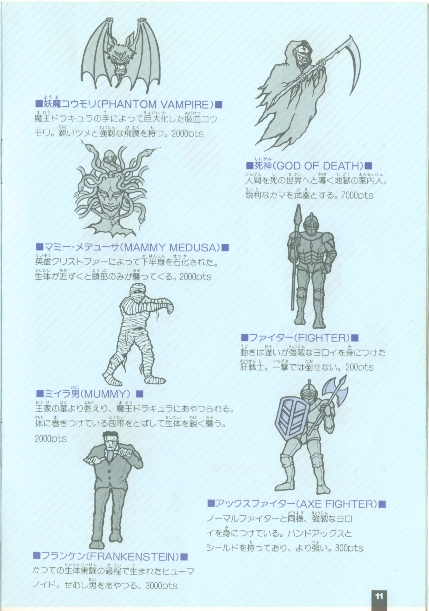 ■妖魔コウモリ(PHANTOM VAMPIRE)■
魔王ドラキュラの手によって巨大化した吸血コウ
モリ。鋭いツメと強靭な飛膜を持つ。2000pts
■マミー・メデューサ(MAMMY MEDUSA)■
英雄クリストファーによって下半身を石化された。
生体が近ずくと頭部のみが襲ってくる。200pts
■ミイラ男(MUMMY) ■
王家の墓より甦えり、魔王ドラキュラにあやつられる。
体に巻きつけている包帯をとばして生体を鋭く襲う。
2000pts
■フランケン(FRANKENSTEIN)■
かつての生体実験の過程で生まれたヒューマ
ノイド。せむし男をあやつる。3000pts
■死神(GOD OF DEATH)■
人間を死の世界へと導く地獄の案内人。
鋭利なカマを武器とする。7000pts
■ファイター(FIGHTER)■
動きは遅いが強硬なヨロイを身につけた
狂戦士。一撃では倒せない。200pts
■アックスファイター(AXE FIGHTER)■
ノーマルファイターと同様、強硬なヨロ
イを身につけている。ハンドアックスと
シールドを持っており、より強い。300pts
11